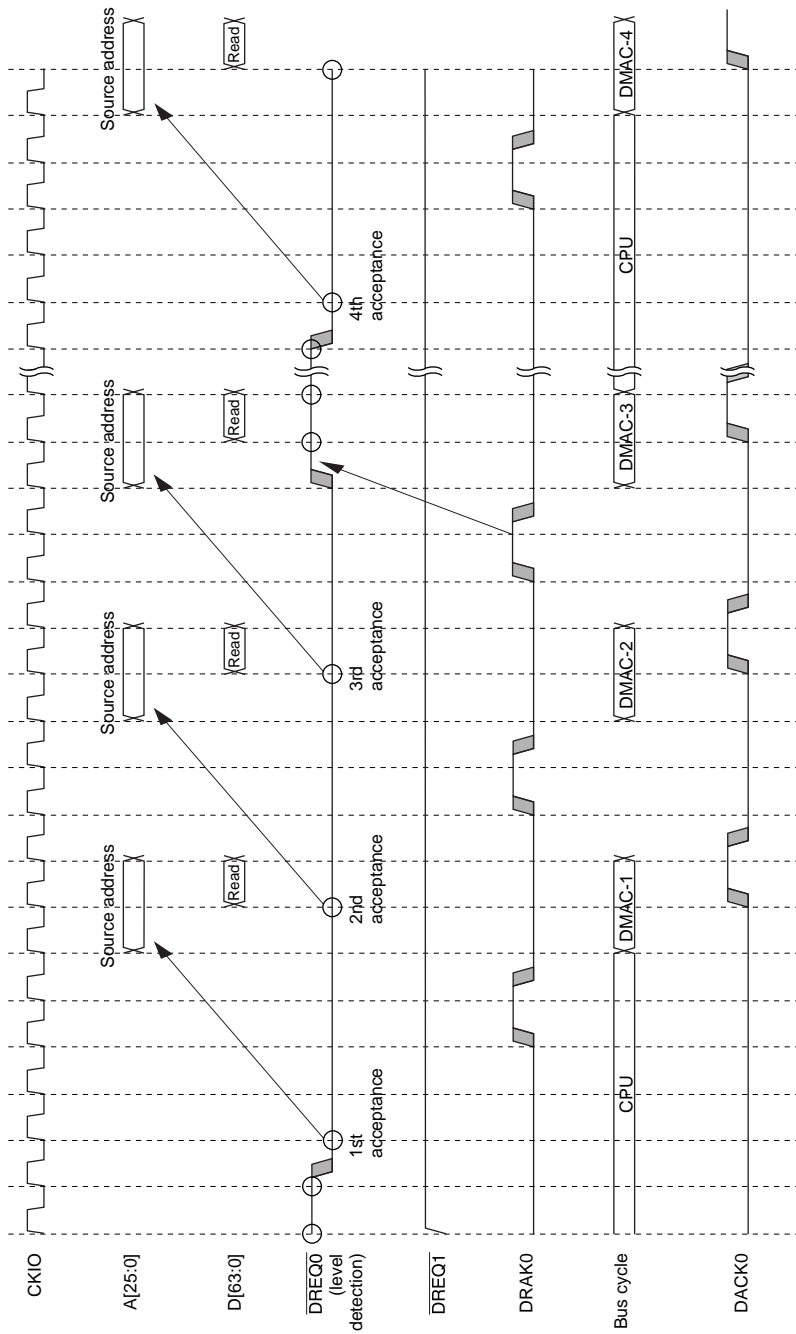 CKIO
Source address
Source address
Source address
Source address
A[25:0]
Read
Read
Read
Read
D[63:0]
DREQ0
(level
detection)
1st
acceptance
2nd
acceptance
3rd
acceptance
4th
acceptance
DREQ1
DRAK0
CPU
DMAC-1
DMAC-2
DMAC-3
CPU
DMAC-4
Bus cycle
DACK0